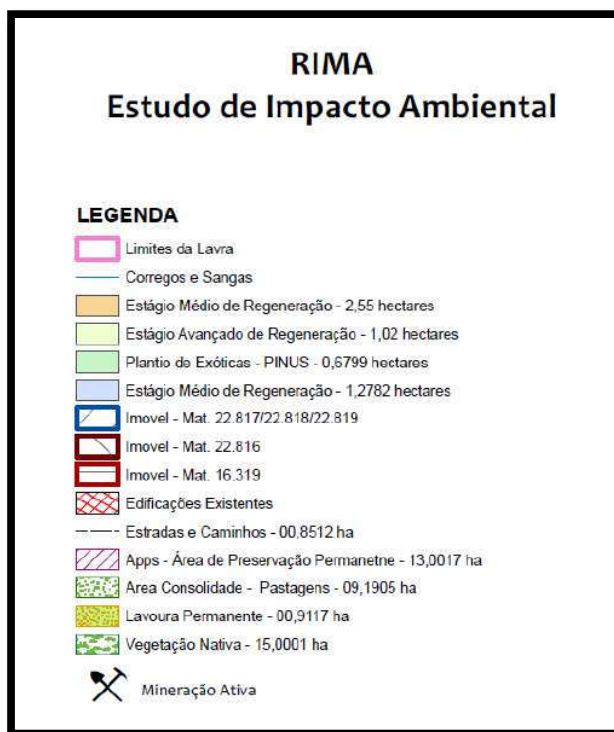 RIMA
Estudo de Impacto Ambiental
LEGENDA
Limites da Lavra
Corregos e Sangas
Estágio Médio de Regeneração - 2,55 hectares
Estágio Avançado de Regeneração - 1,02 hectares
Plantio de Exóticas - PINUS - 0,6799 hectares
Estágio Médio de Regeneração - 1,2782 hectares
Imovel - Mat. 22.817/22.818/22.819
Imovel - Mat. 22.816
Imovel - Mat. 16.319
Edificações Existentes
Estradas e Caminhos - 00,8512 ha
Apps - Área de Preservação Permanetne - 13,0017 ha
Area Consolidade - Pastagens - 09,1905 ha
Lavoura Permanente - 00,9117 ha
Vegetação Nativa - 15,0001 ha
Mineração Ativa